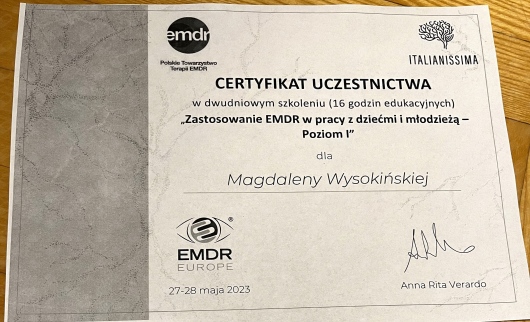 emdr
Polskie Towarzystwo
Terapii EMDR
ITALIANISSIMA
CERTYFIKAT UCZESTNICTWA
w dwudniowym szkoleniu (16 godzin edukacyjnych)
„Zastosowanie EMDR w pracy z dziećmi i młodzieżą –
Poziom I”
dla
Magdaleny Wysokińskiej
®
EMDR
EUROPE
27-28 maja 2023
Anna Rita Verardo